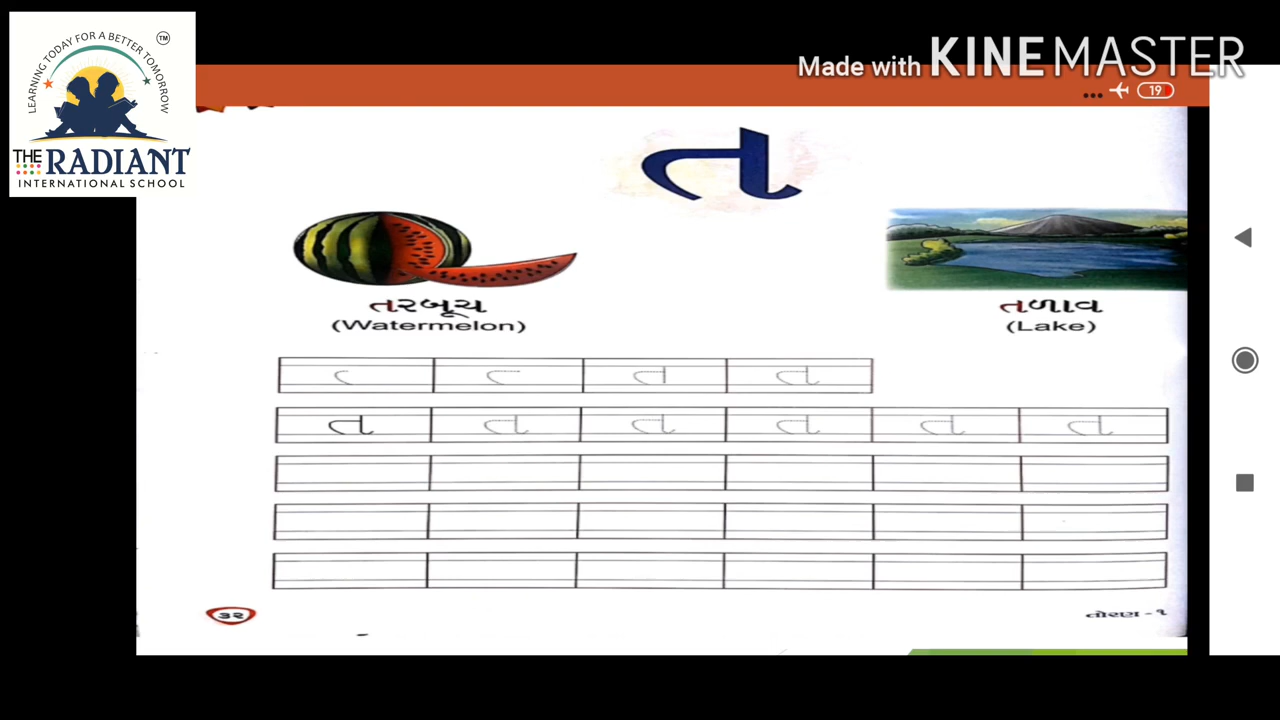 LEARNING TODAY FOR A BETTER TOMORROW
TM
THE RADIANT
INTERNATIONAL SCHOOL
Made with KINEMASTER
19
ત
તરબૂચ
(Watermelon)
તળાવ
(Lake)
ત ત
ત ત ત ત ત ત
૩૨
તોરણ - ૧